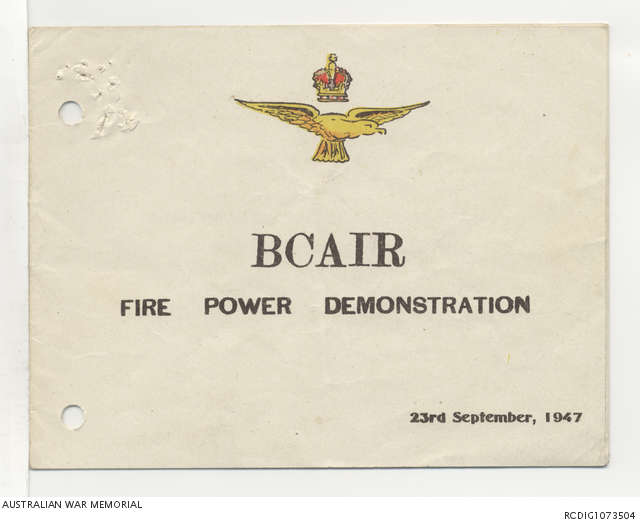 BCAIR
FIRE POWER DEMONSTRATION
23rd September, 1947
AUSTRALIAN WAR MEMORIAL
RCDIG1073504